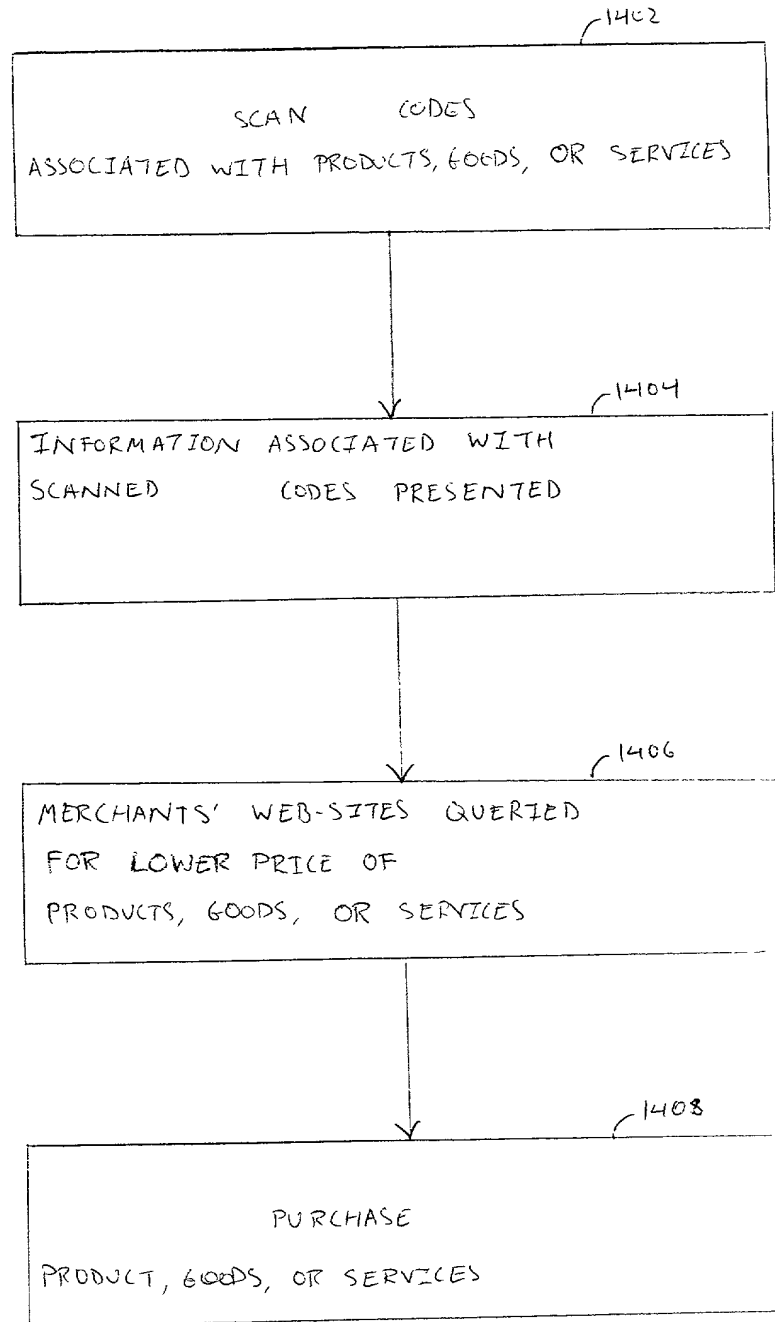 1402
SCAN CODES
ASSOCIATED WITH PRODUCTS, GOODS, OR SERVICES
1404
INFORMATION ASSOCIATED WITH
SCANNED CODES PRESENTED
1406
MERCHANTS' WEB-SITES QUERIED
FOR LOWER PRICE OF
PRODUCTS, GOODS, OR SERVICES
1408
PURCHASE
PRODUCT, GOODS, OR SERVICES